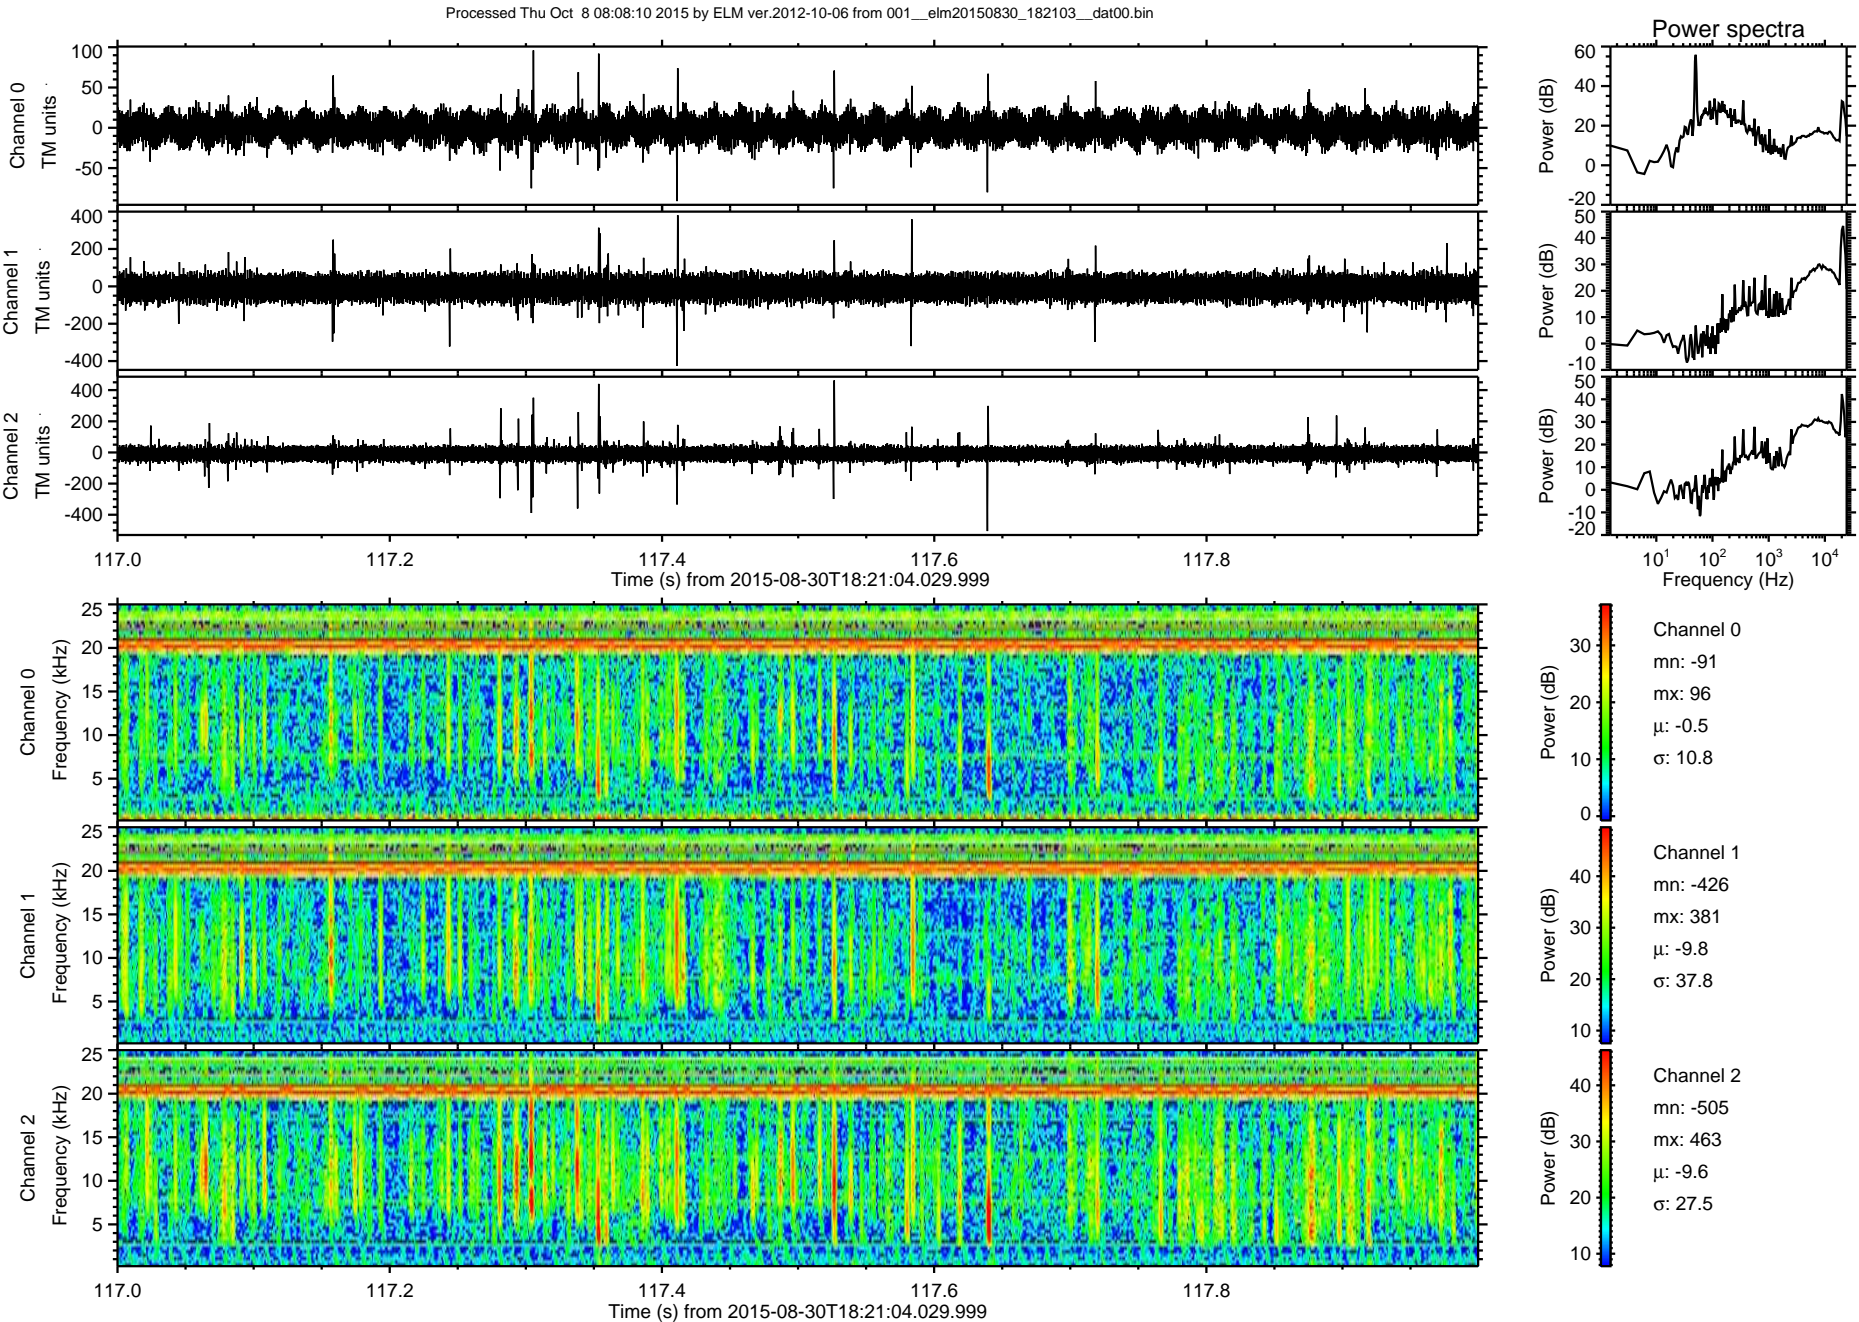 Processed Thu Oct  8 08:08:10 2015 by ELM ver.2012-10-06 from 001__elm20150830_182103__dat00.bin
Power spectra
Channel 0
TM units
100
50
0
-50
Power (dB)
60
40
20
0
-20
Channel 1
TM units
400
200
0
-200
-400
Power (dB)
50
40
30
20
10
0
-10
Channel 2
TM units
400
200
0
-200
-400
Power (dB)
50
40
30
20
10
0
-10
-20
117.0 117.2 117.4 117.6 117.8
Time (s) from 2015-08-30T18:21:04.029.999
10¹ 10² 10³ 10⁴
Frequency (Hz)
Channel 0
Frequency (kHz)
25
20
15
10
5
Power (dB)
30
20
10
0
Channel 0
mn: -91
mx: 96
μ: -0.5
σ: 10.8
Channel 1
Frequency (kHz)
25
20
15
10
5
Power (dB)
40
30
20
10
Channel 1
mn: -426
mx: 381
μ: -9.8
σ: 37.8
Channel 2
Frequency (kHz)
25
20
15
10
5
Power (dB)
40
30
20
10
Channel 2
mn: -505
mx: 463
μ: -9.6
σ: 27.5
117.0 117.2 117.4 117.6 117.8
Time (s) from 2015-08-30T18:21:04.029.999